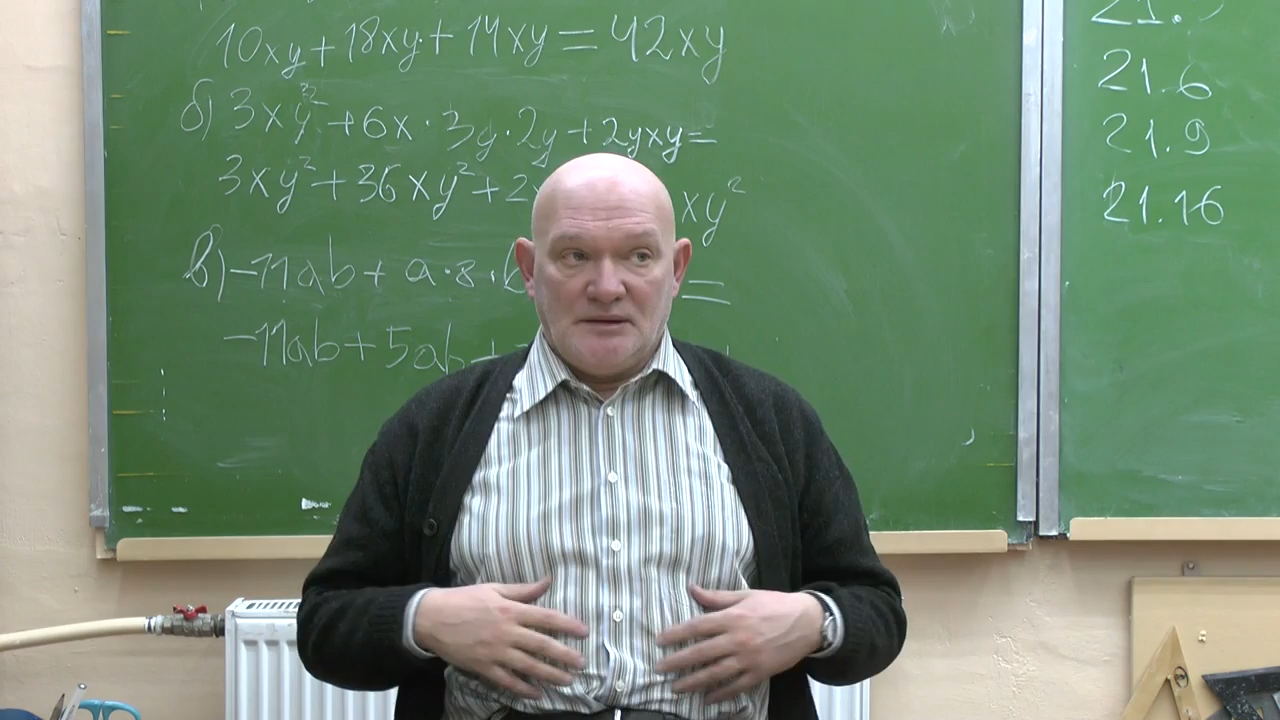 10xy + 18xy + 14xy = 42xy
б) 3xy² + 6x · 3y · 2y + 2yxy =
3xy² + 36xy² + 2x xy²
в) -11ab + a · 8 · b =
-11ab + 5ab +
21.6
21.9
21.16